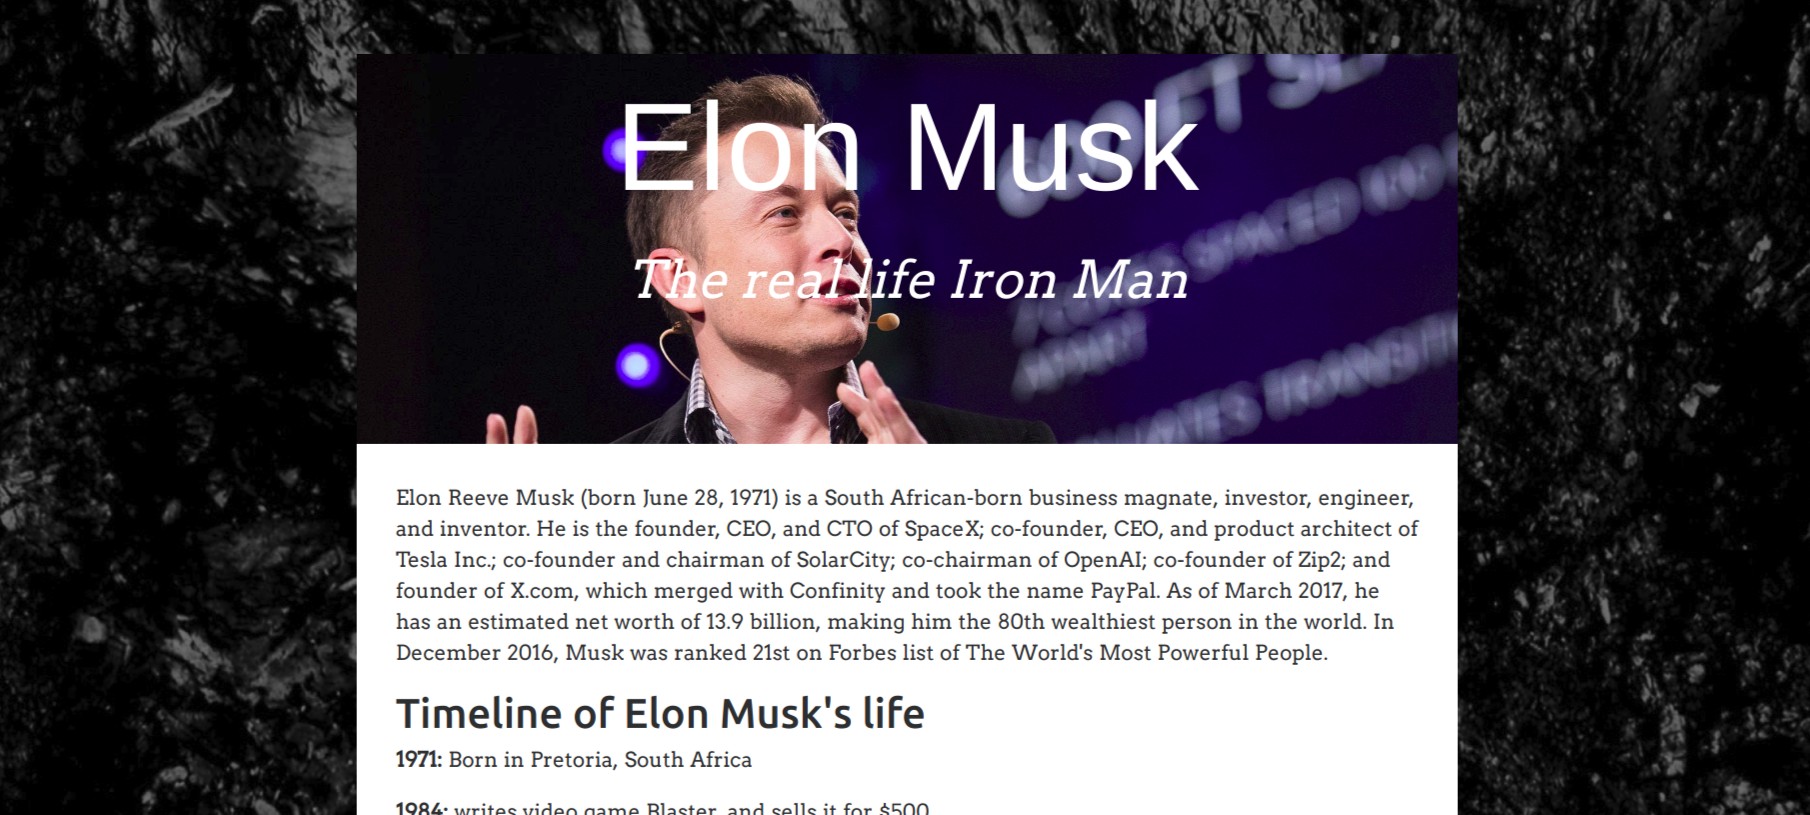 Elon Musk
The real life Iron Man
Elon Reeve Musk (born June 28, 1971) is a South African-born business magnate, investor, engineer,
and inventor. He is the founder, CEO, and CTO of SpaceX; co-founder, CEO, and product architect of
Tesla Inc.; co-founder and chairman of SolarCity; co-chairman of OpenAI; co-founder of Zip2; and
founder of X.com, which merged with Confinity and took the name PayPal. As of March 2017, he
has an estimated net worth of 13.9 billion, making him the 80th wealthiest person in the world. In
December 2016, Musk was ranked 21st on Forbes list of The World's Most Powerful People.
Timeline of Elon Musk's life
1971: Born in Pretoria, South Africa
1984: writes video game Blaster, and sells it for $500